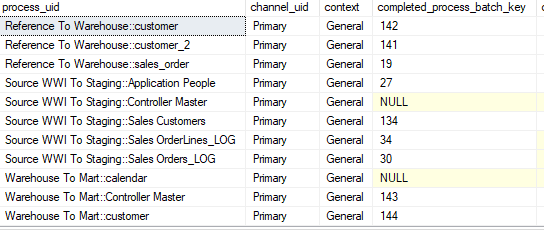 process_uid channel_uid context completed_process_batch_key
Reference To Warehouse::customer Primary General 142
Reference To Warehouse::customer_2 Primary General 141
Reference To Warehouse::sales_order Primary General 19
Source WWI To Staging::Application People Primary General 27
Source WWI To Staging::Controller Master Primary General NULL
Source WWI To Staging::Sales Customers Primary General 134
Source WWI To Staging::Sales OrderLines_LOG Primary General 34
Source WWI To Staging::Sales Orders_LOG Primary General 30
Warehouse To Mart::calendar Primary General NULL
Warehouse To Mart::Controller Master Primary General 143
Warehouse To Mart::customer Primary General 144